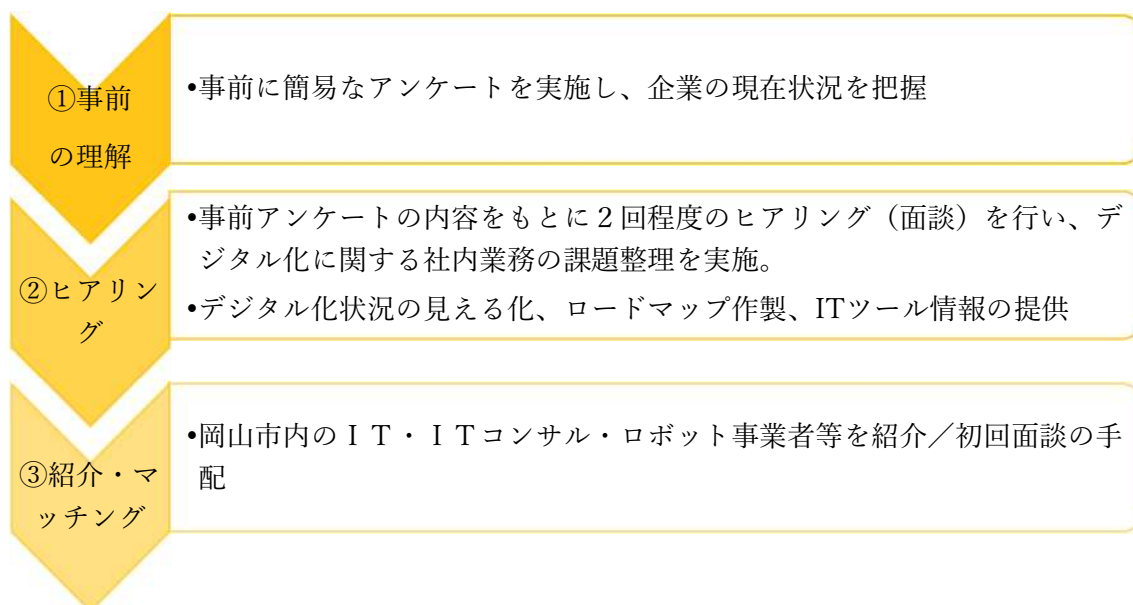 ①事前
の理解
•事前に簡易なアンケートを実施し、企業の現在状況を把握
②ヒアリン
グ
•事前アンケートの内容をもとに２回程度のヒアリング（面談）を行い、デ
ジタル化に関する社内業務の課題整理を実施。
•デジタル化状況の見える化、ロードマップ作製、ITツール情報の提供
③紹介・マ
ッチング
•岡山市内のＩＴ・ＩＴコンサル・ロボット事業者等を紹介／初回面談の手
配